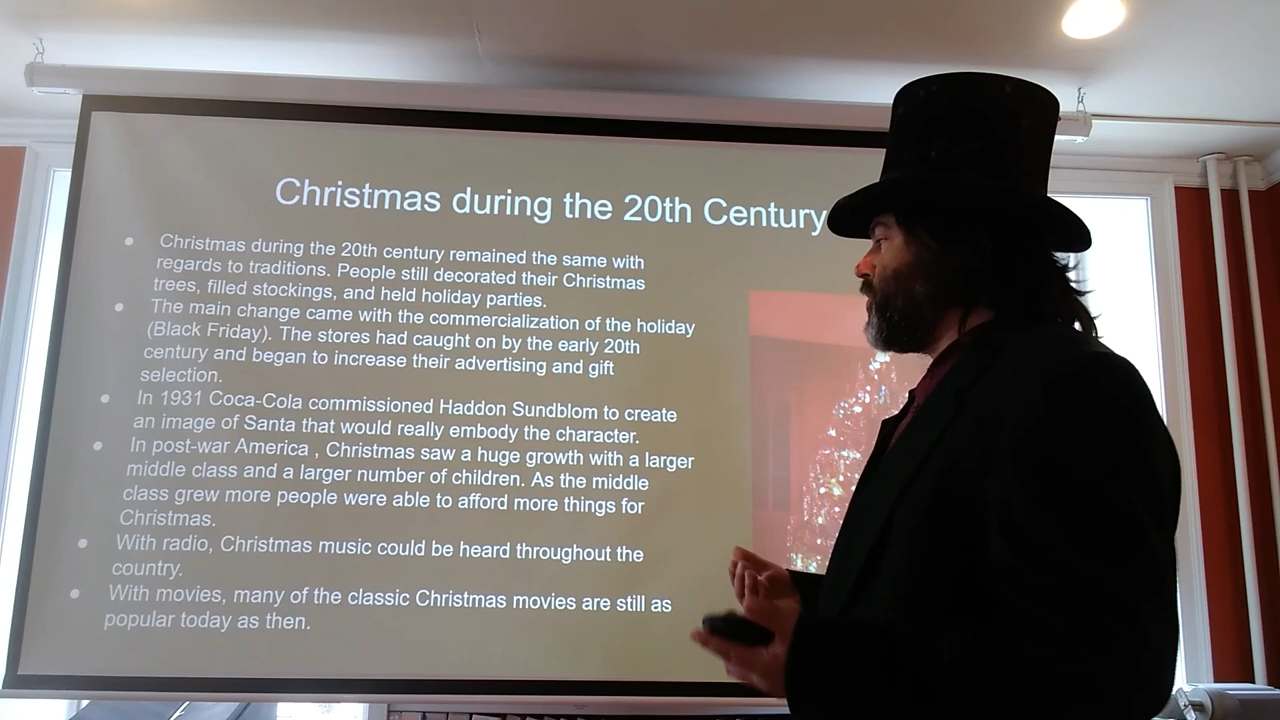 Christmas during the 20th Century
Christmas during the 20th century remained the same with
regards to traditions. People still decorated their Christmas
trees, filled stockings, and held holiday parties.
The main change came with the commercialization of the holiday
(Black Friday). The stores had caught on by the early 20th
century and began to increase their advertising and gift
selection.
In 1931 Coca-Cola commissioned Haddon Sundblom to create
an image of Santa that would really embody the character.
In post-war America , Christmas saw a huge growth with a larger
middle class and a larger number of children. As the middle
class grew more people were able to afford more things for
Christmas.
With radio, Christmas music could be heard throughout the
country.
With movies, many of the classic Christmas movies are still as
popular today as then.